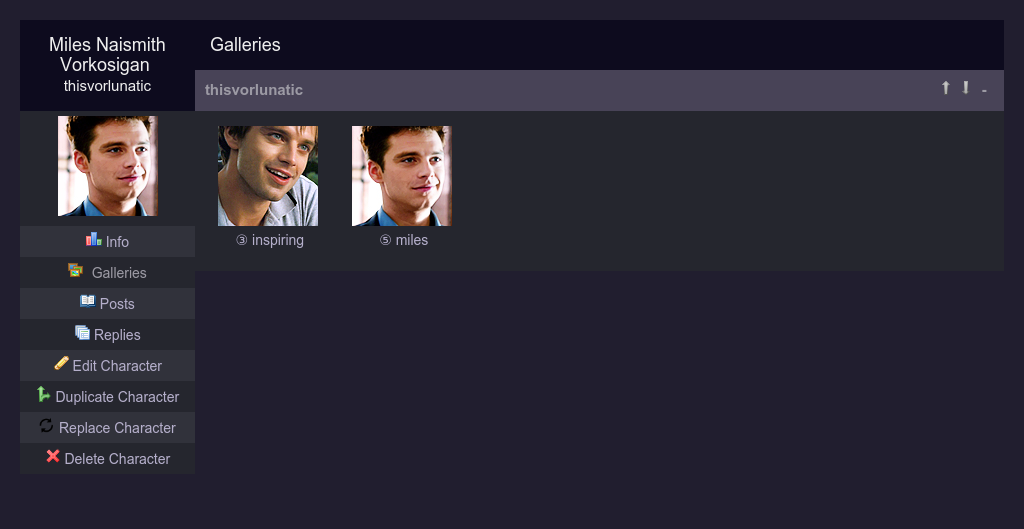 Miles Naismith
Vorkosigan
thisvorlunatic
Galleries
thisvorlunatic
-
③ inspiring
⑤ miles
Info
Galleries
Posts
Replies
Edit Character
Duplicate Character
Replace Character
Delete Character